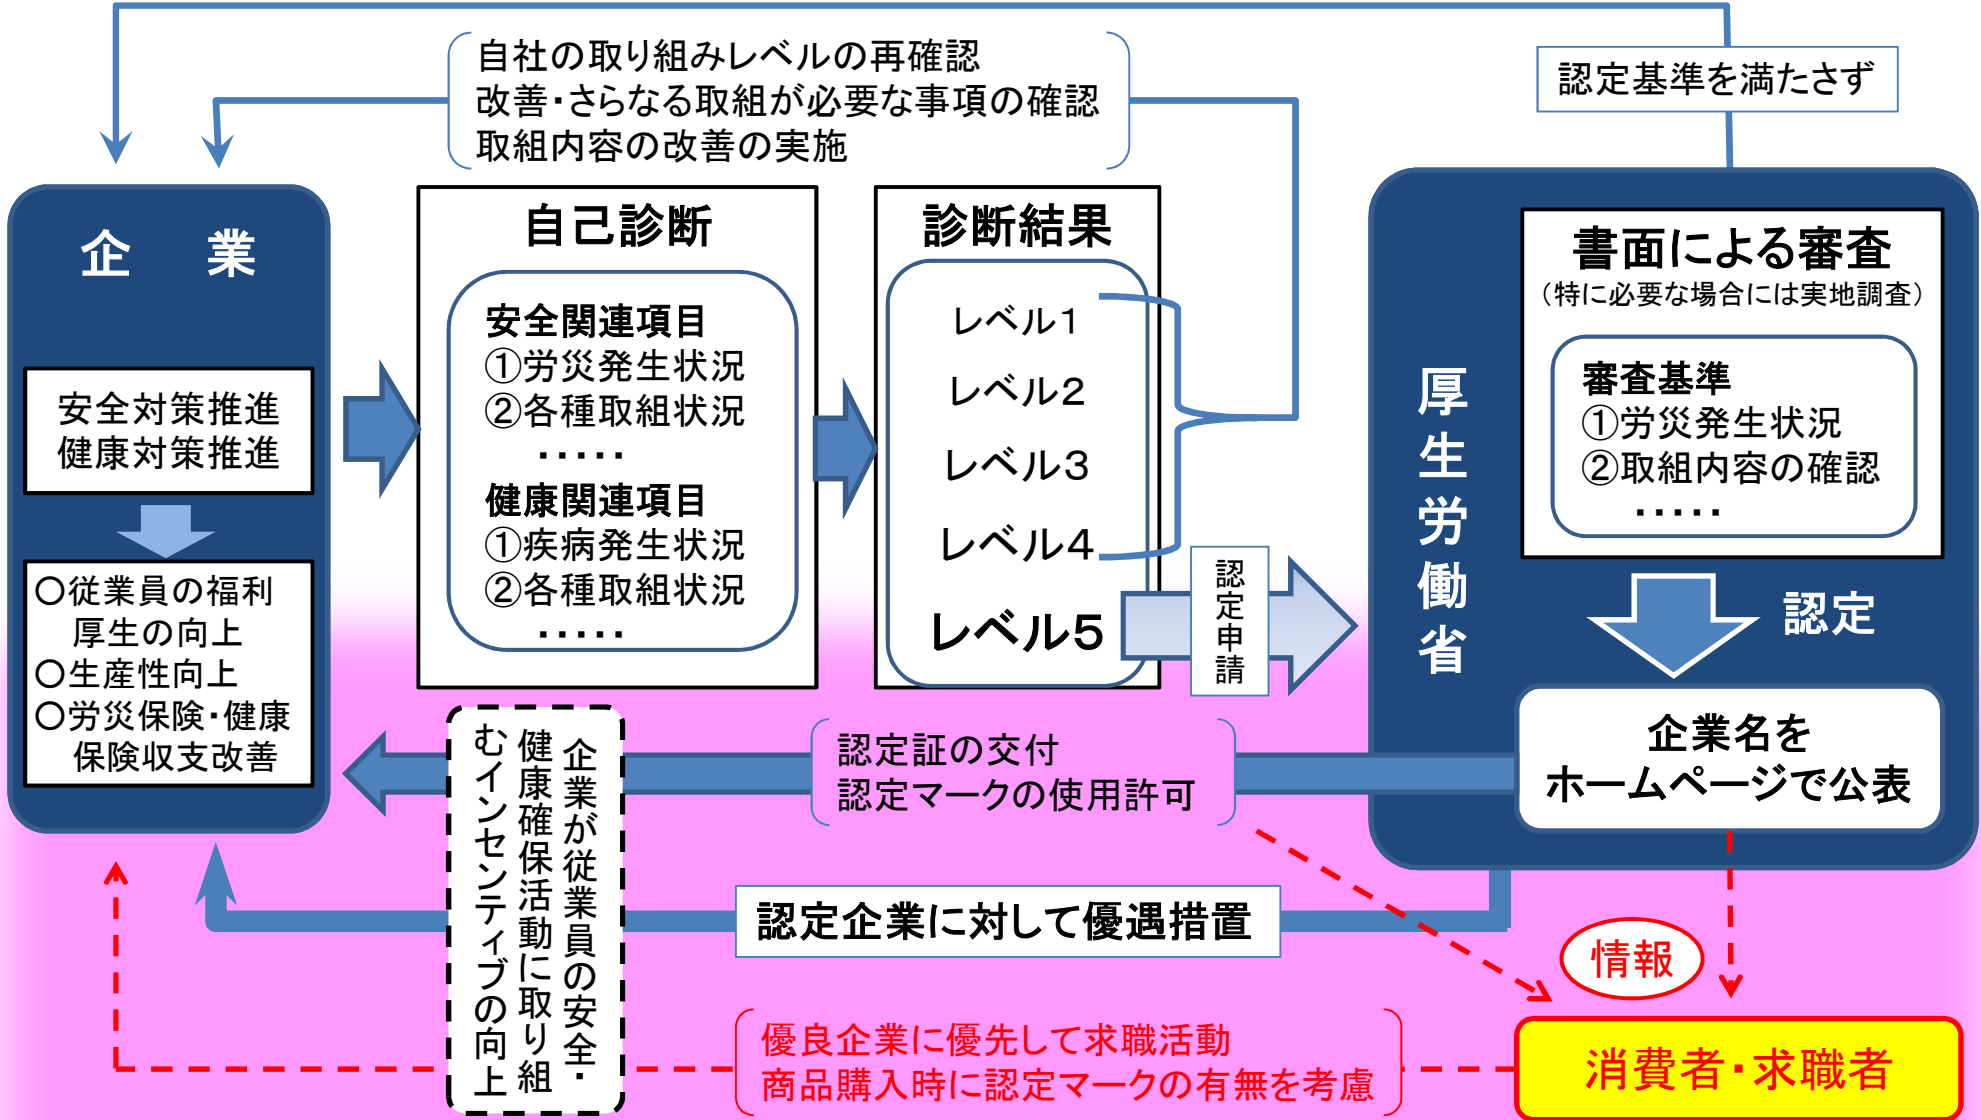 自社の取り組みレベルの再確認
改善・さらなる取組が必要な事項の確認
取組内容の改善の実施
認定基準を満たさず
企　業
安全対策推進
健康対策推進
○従業員の福利
厚生の向上
○生産性向上
○労災保険・健康
保険収支改善
自己診断
安全関連項目
①労災発生状況
②各種取組状況
・・・・・
健康関連項目
①疾病発生状況
②各種取組状況
・・・・・
診断結果
レベル１
レベル２
レベル３
レベル４
レベル５
認定申請
厚生労働省
書面による審査
（特に必要な場合には実地調査）
審査基準
①労災発生状況
②取組内容の確認
・・・・・
認定
企業名を
ホームページで公表
企業が従業員の安全・
健康確保活動に取り組
むインセンティブの向上
認定証の交付
認定マークの使用許可
認定企業に対して優遇措置
情報
優良企業に優先して求職活動
商品購入時に認定マークの有無を考慮
消費者・求職者